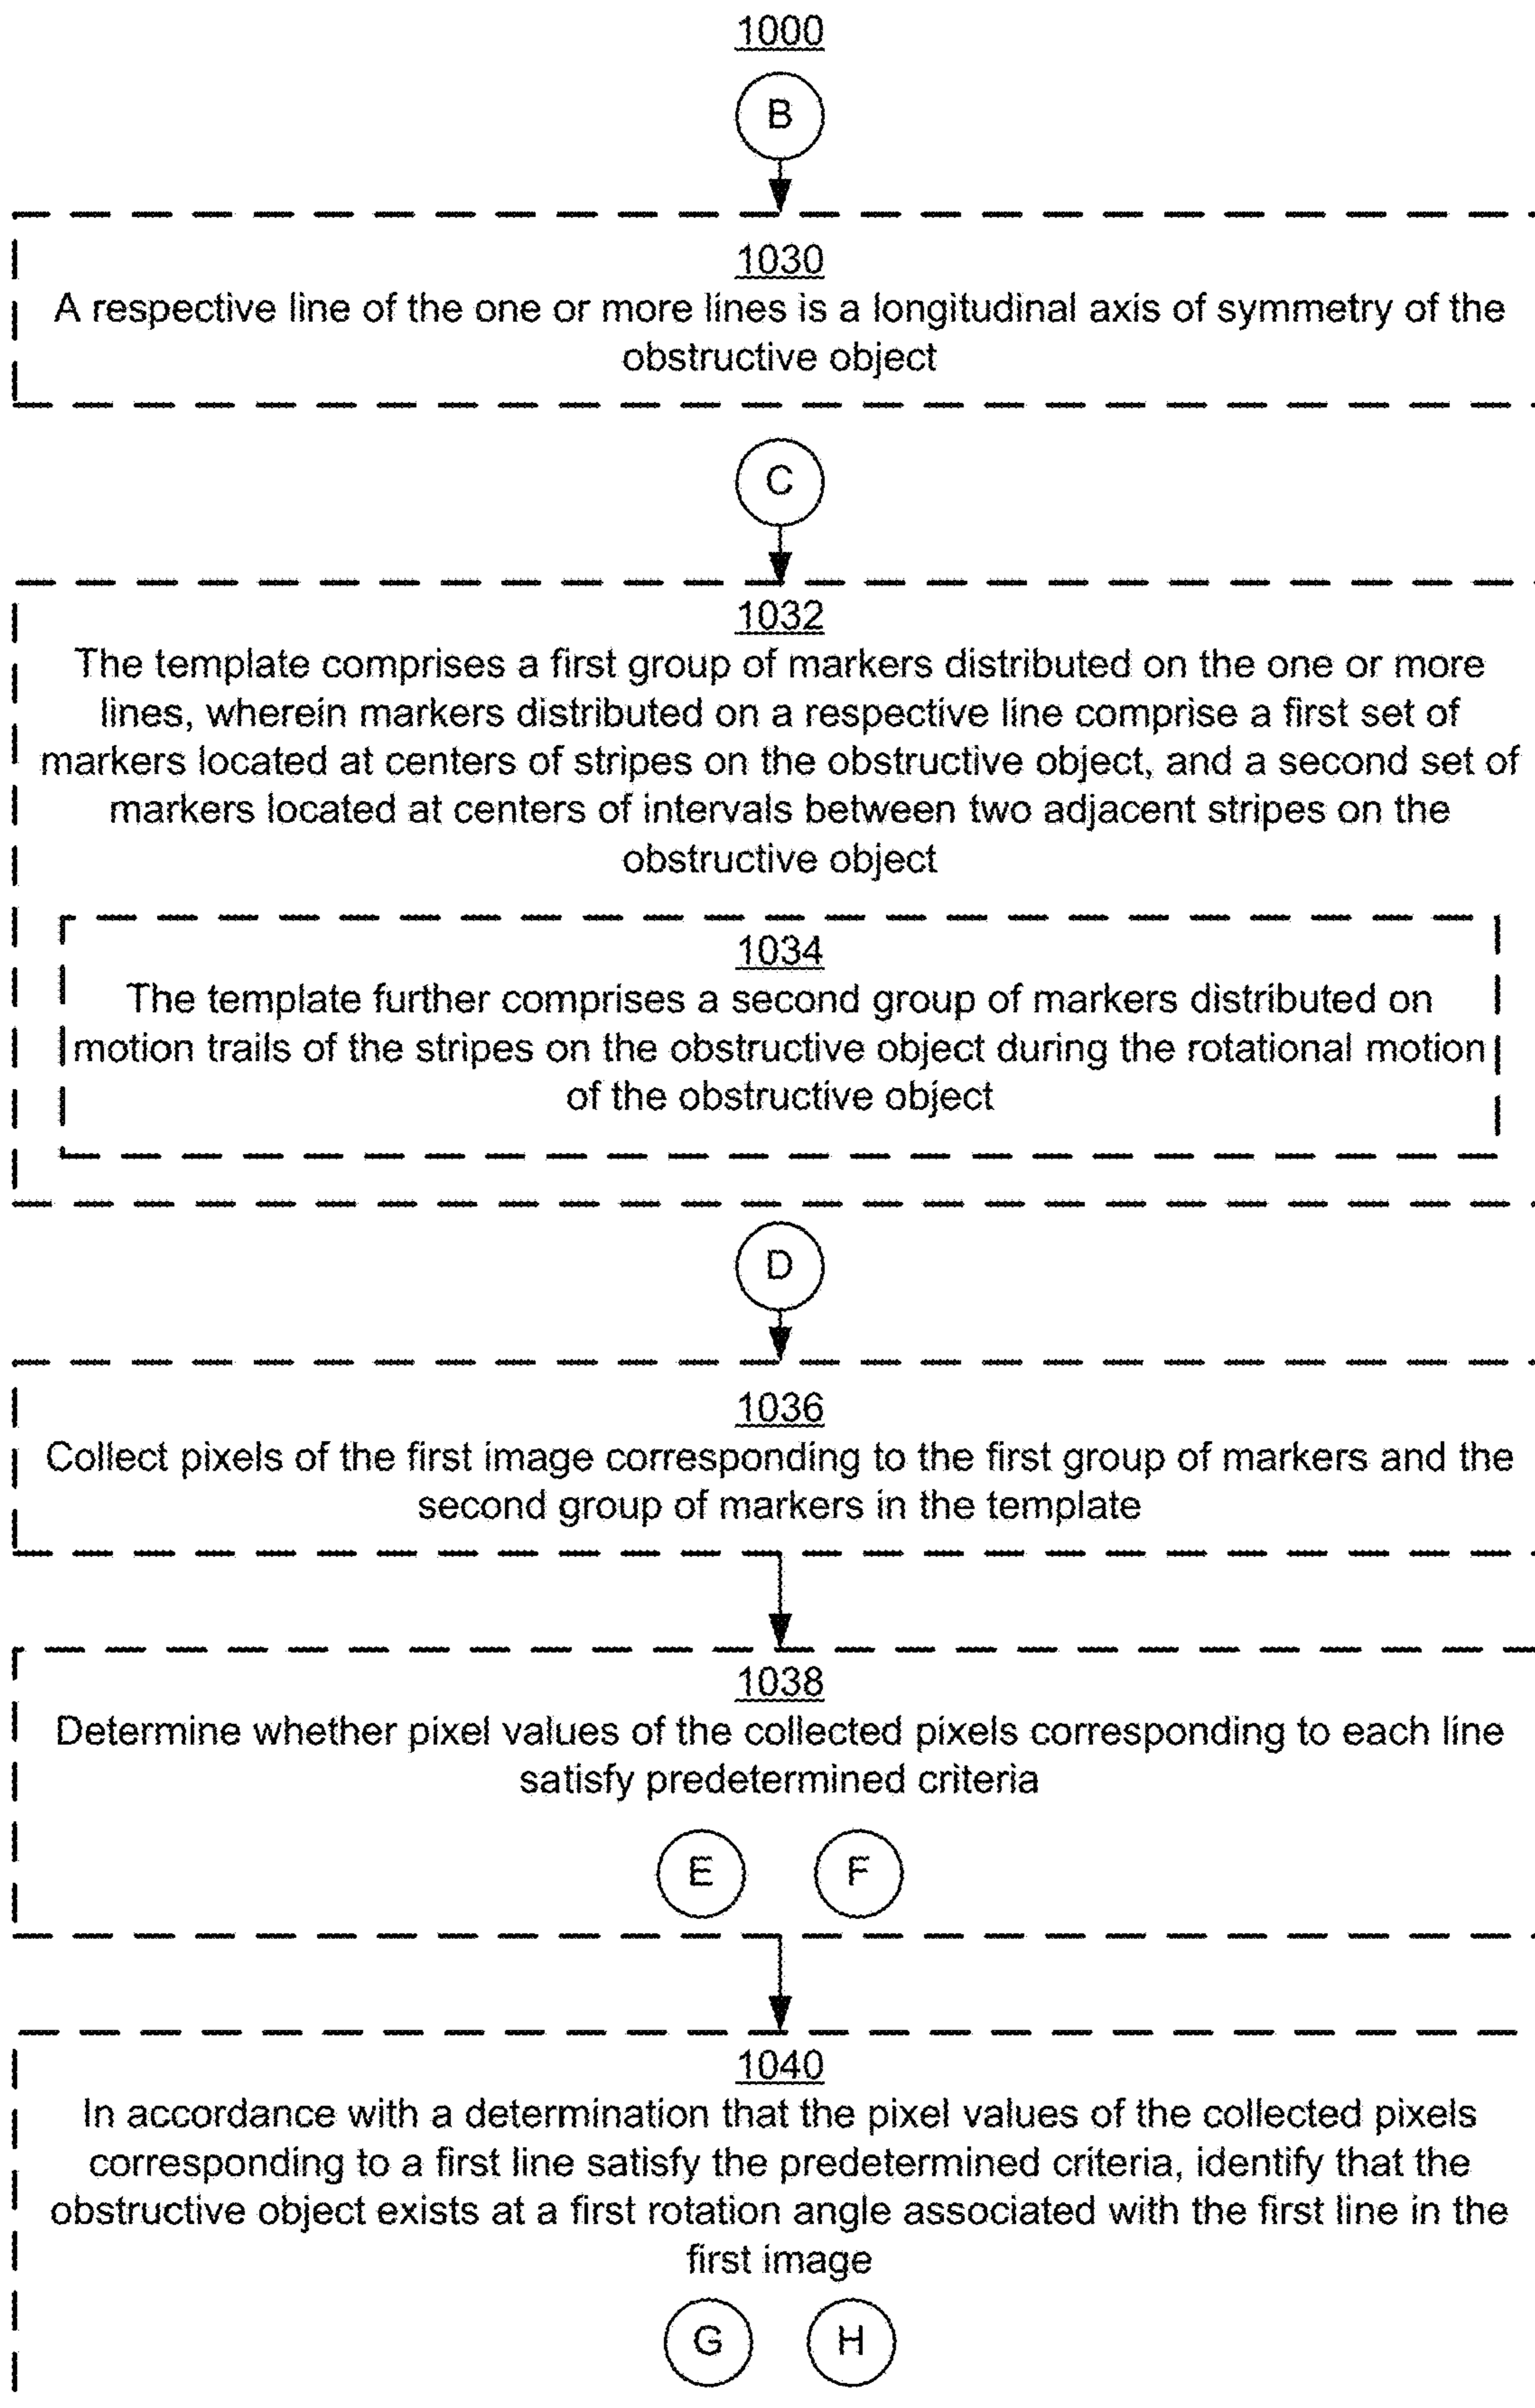 1000
B
1030
A respective line of the one or more lines is a longitudinal axis of symmetry of the
obstructive object
C
1032
The template comprises a first group of markers distributed on the one or more
lines, wherein markers distributed on a respective line comprise a first set of
markers located at centers of stripes on the obstructive object, and a second set of
markers located at centers of intervals between two adjacent stripes on the
obstructive object
1034
The template further comprises a second group of markers distributed on
motion trails of the stripes on the obstructive object during the rotational motion
of the obstructive object
D
1036
Collect pixels of the first image corresponding to the first group of markers and the
second group of markers in the template
1038
Determine whether pixel values of the collected pixels corresponding to each line
satisfy predetermined criteria
E F
1040
In accordance with a determination that the pixel values of the collected pixels
corresponding to a first line satisfy the predetermined criteria, identify that the
obstructive object exists at a first rotation angle associated with the first line in the
first image
G H